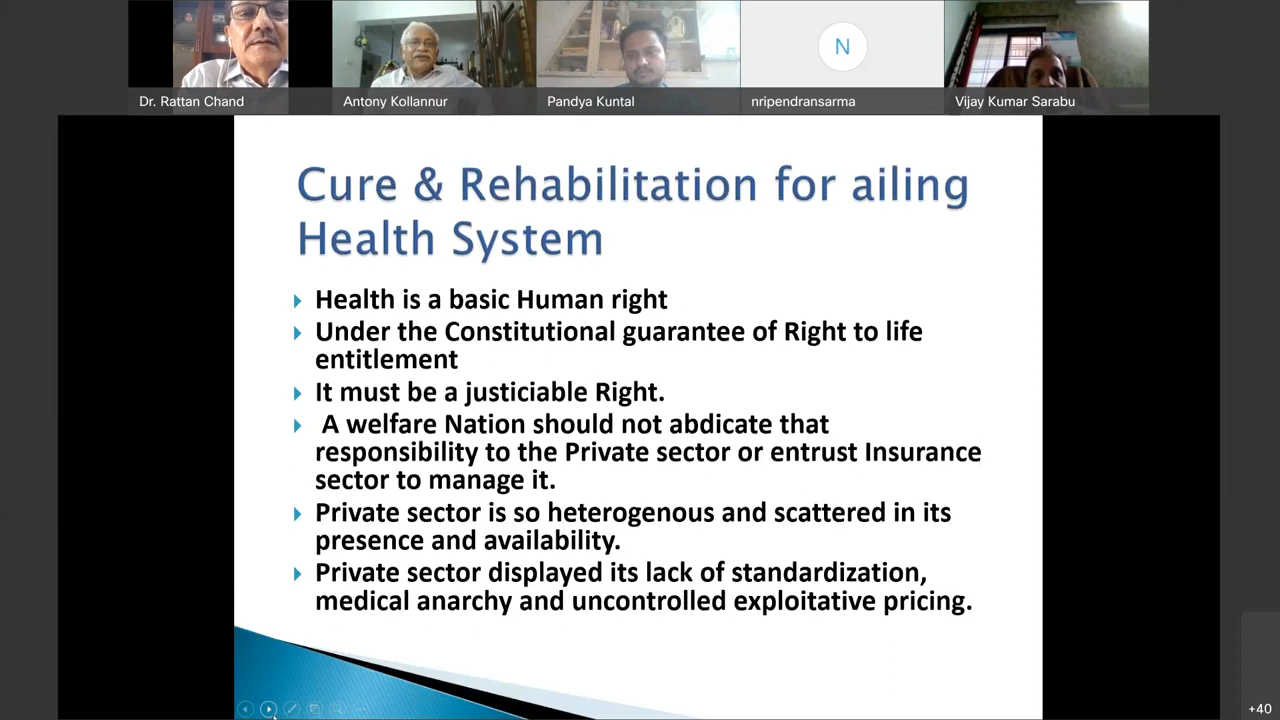 Dr. Rattan Chand
Antony Kollannur
Pandya Kuntal
N
nripendransarma
Vijay Kumar Sarabu
Cure & Rehabilitation for ailing
Health System
Health is a basic Human right
Under the Constitutional guarantee of Right to life
entitlement
It must be a justiciable Right.
A welfare Nation should not abdicate that
responsibility to the Private sector or entrust Insurance
sector to manage it.
Private sector is so heterogenous and scattered in its
presence and availability.
Private sector displayed its lack of standardization,
medical anarchy and uncontrolled exploitative pricing.
+40